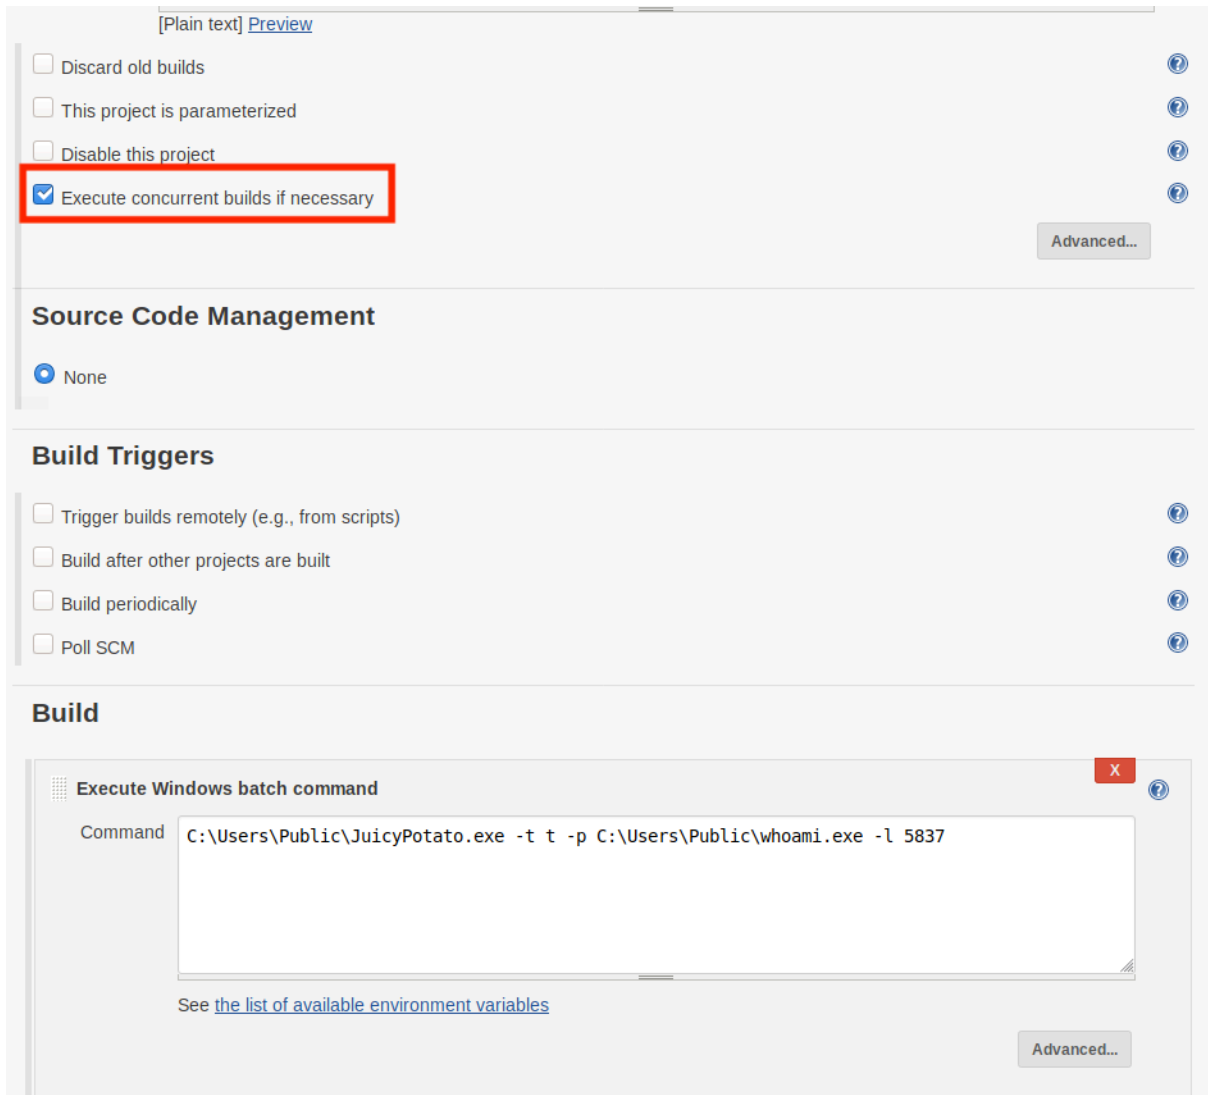 [Plain text] Preview
Discard old builds
This project is parameterized
Disable this project
Execute concurrent builds if necessary
Advanced...
Source Code Management
None
Build Triggers
Trigger builds remotely (e.g., from scripts)
Build after other projects are built
Build periodically
Poll SCM
Build
X
Execute Windows batch command
Command C:\Users\Public\JuicyPotato.exe -t t -p C:\Users\Public\whoami.exe -l 5837
See the list of available environment variables
Advanced...